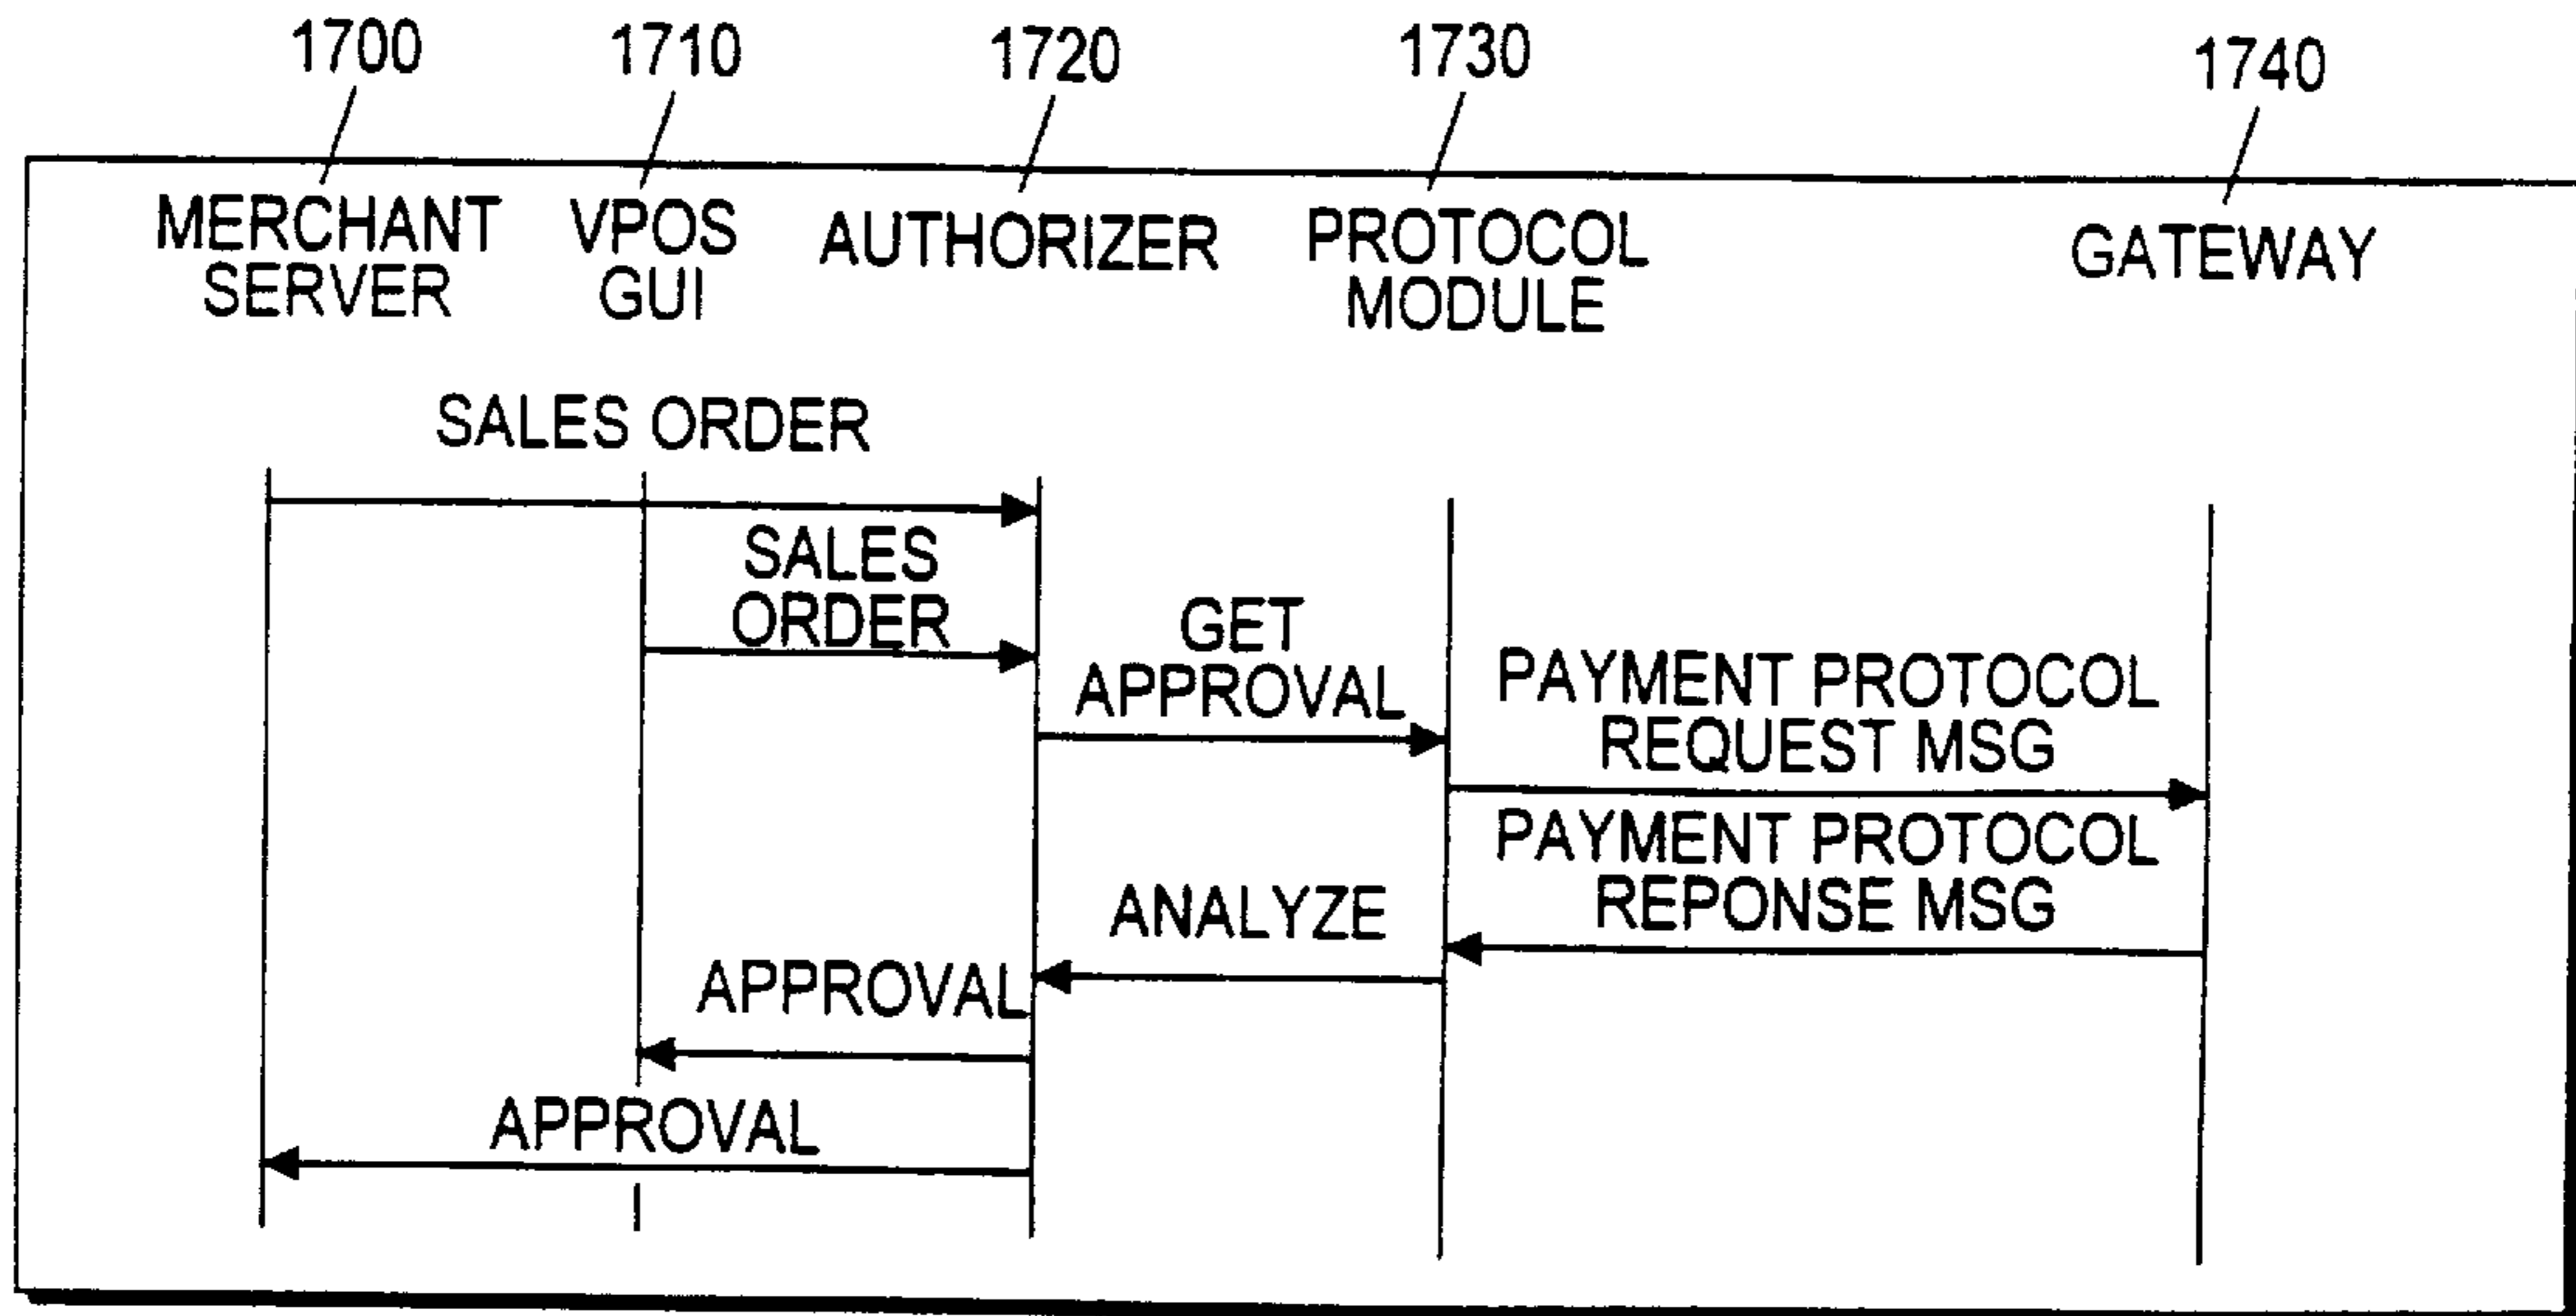 1700 1710 1720 1730 1740
MERCHANT
SERVER
VPOS
GUI
AUTHORIZER
PROTOCOL
MODULE
GATEWAY
SALES ORDER
SALES
ORDER
GET
APPROVAL
PAYMENT PROTOCOL
REQUEST MSG
PAYMENT PROTOCOL
REPONSE MSG
ANALYZE
APPROVAL
APPROVAL